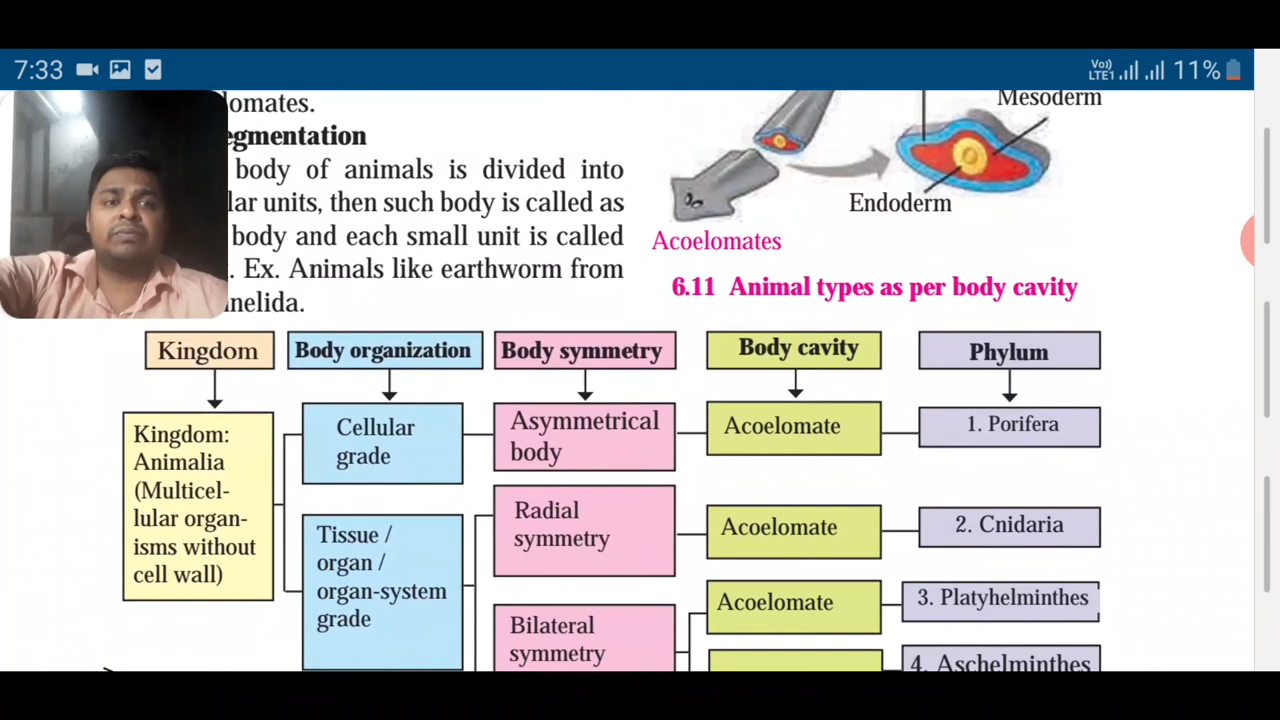 7:33
Vo)
LTE1
11%
lomates.
egmentation
body of animals is divided into
lar units, then such body is called as
body and each small unit is called
. Ex. Animals like earthworm from
nelida.
Mesoderm
Endoderm
Acoelomates
6.11 Animal types as per body cavity
Kingdom
Body organization
Body symmetry
Body cavity
Phylum
Kingdom:
Animalia
(Multicel-
lular organ-
isms without
cell wall)
Cellular
grade
Asymmetrical
body
Acoelomate
1. Porifera
Tissue /
organ /
organ-system
grade
Radial
symmetry
Acoelomate
2. Cnidaria
Bilateral
symmetry
Acoelomate
3. Platyhelminthes
4. Aschelminthes